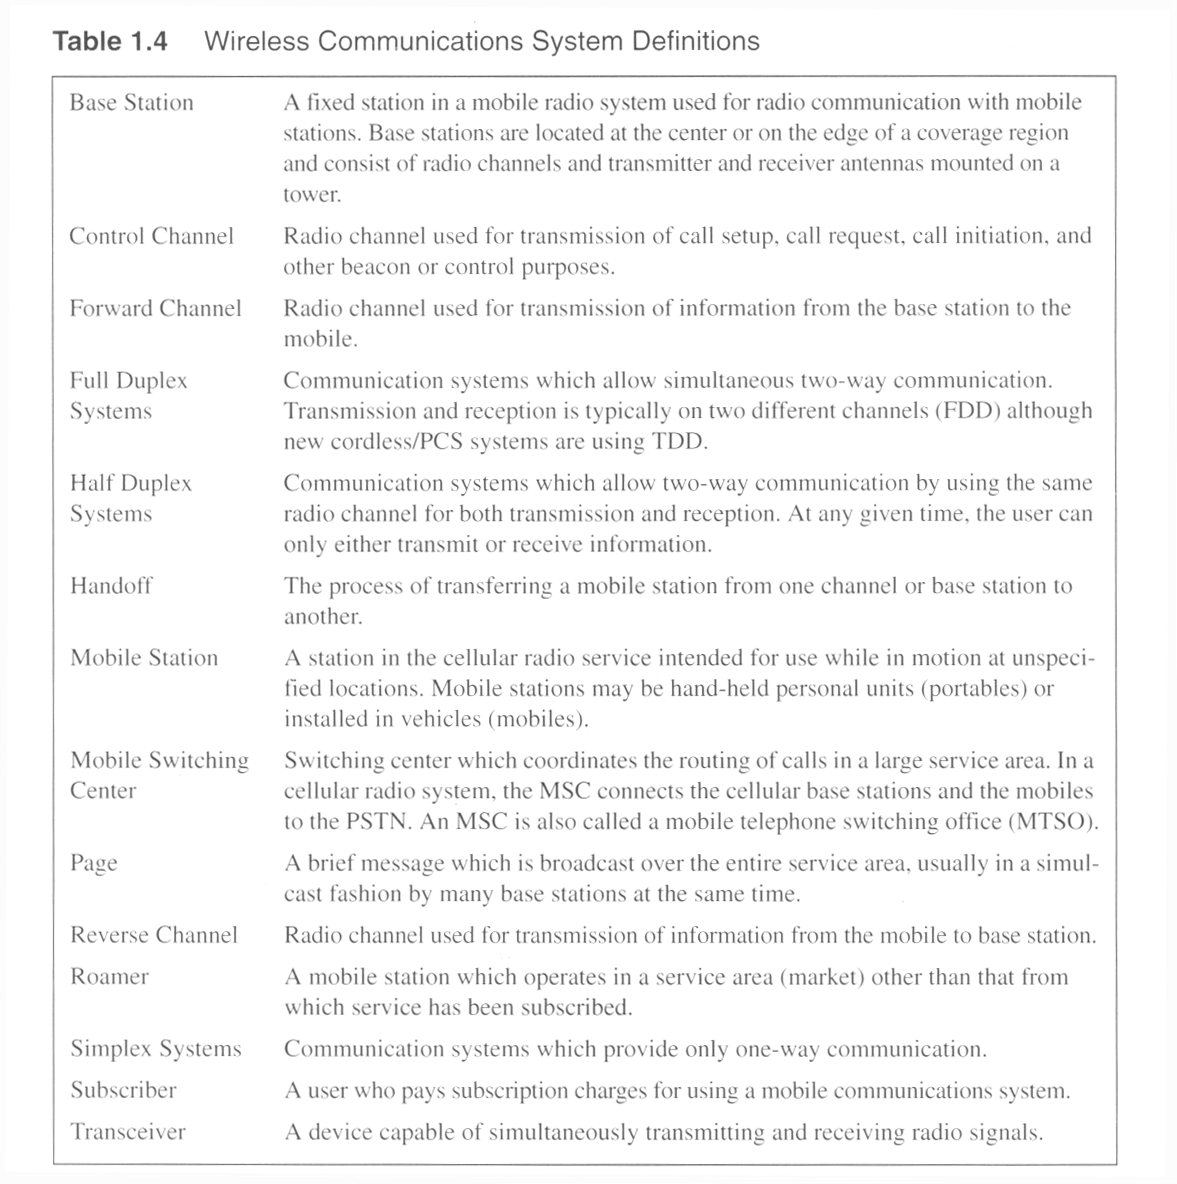 Table 1.4 Wireless Communications System Definitions
Base Station A fixed station in a mobile radio system used for radio communication with mobile
stations. Base stations are located at the center or on the edge of a coverage region
and consist of radio channels and transmitter and receiver antennas mounted on a
tower.
Control Channel Radio channel used for transmission of call setup, call request, call initiation, and
other beacon or control purposes.
Forward Channel Radio channel used for transmission of information from the base station to the
mobile.
Full Duplex Communication systems which allow simultaneous two-way communication.
Systems Transmission and reception is typically on two different channels (FDD) although
new cordless/PCS systems are using TDD.
Half Duplex Communication systems which allow two-way communication by using the same
Systems radio channel for both transmission and reception. At any given time, the user can
only either transmit or receive information.
Handoff The process of transferring a mobile station from one channel or base station to
another.
Mobile Station A station in the cellular radio service intended for use while in motion at unspeci-
fied locations. Mobile stations may be hand-held personal units (portables) or
installed in vehicles (mobiles).
Mobile Switching Switching center which coordinates the routing of calls in a large service area. In a
Center cellular radio system, the MSC connects the cellular base stations and the mobiles
to the PSTN. An MSC is also called a mobile telephone switching office (MTSO).
Page A brief message which is broadcast over the entire service area, usually in a simul-
cast fashion by many base stations at the same time.
Reverse Channel Radio channel used for transmission of information from the mobile to base station.
Roamer A mobile station which operates in a service area (market) other than that from
which service has been subscribed.
Simplex Systems Communication systems which provide only one-way communication.
Subscriber A user who pays subscription charges for using a mobile communications system.
Transceiver A device capable of simultaneously transmitting and receiving radio signals.